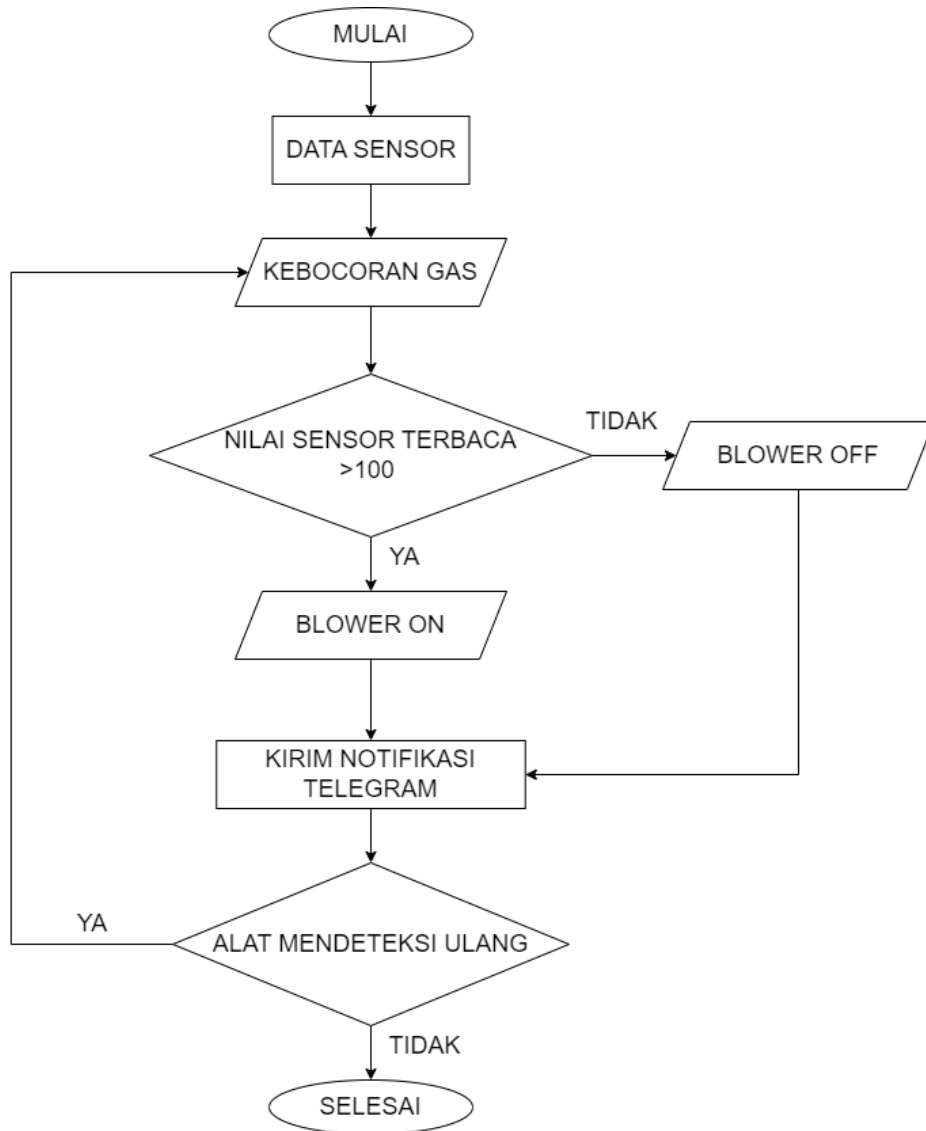 MULAI
DATA SENSOR
KEBOCORAN GAS
NILAI SENSOR TERBACA
>100
TIDAK
BLOWER OFF
YA
BLOWER ON
KIRIM NOTIFIKASI
TELEGRAM
ALAT MENDETEKSI ULANG
YA
TIDAK
SELESAI